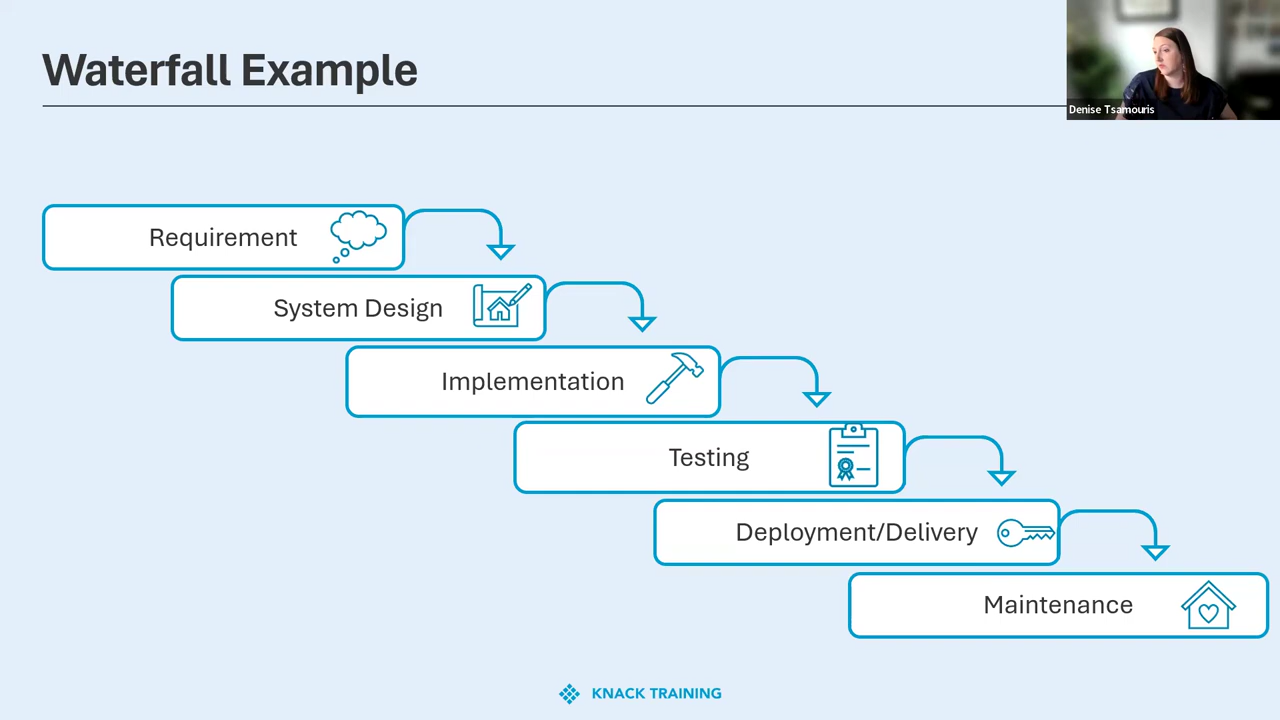 Waterfall Example
Denise Tsamouris
Requirement
System Design
Implementation
Testing
Deployment/Delivery
Maintenance
KNACK TRAINING